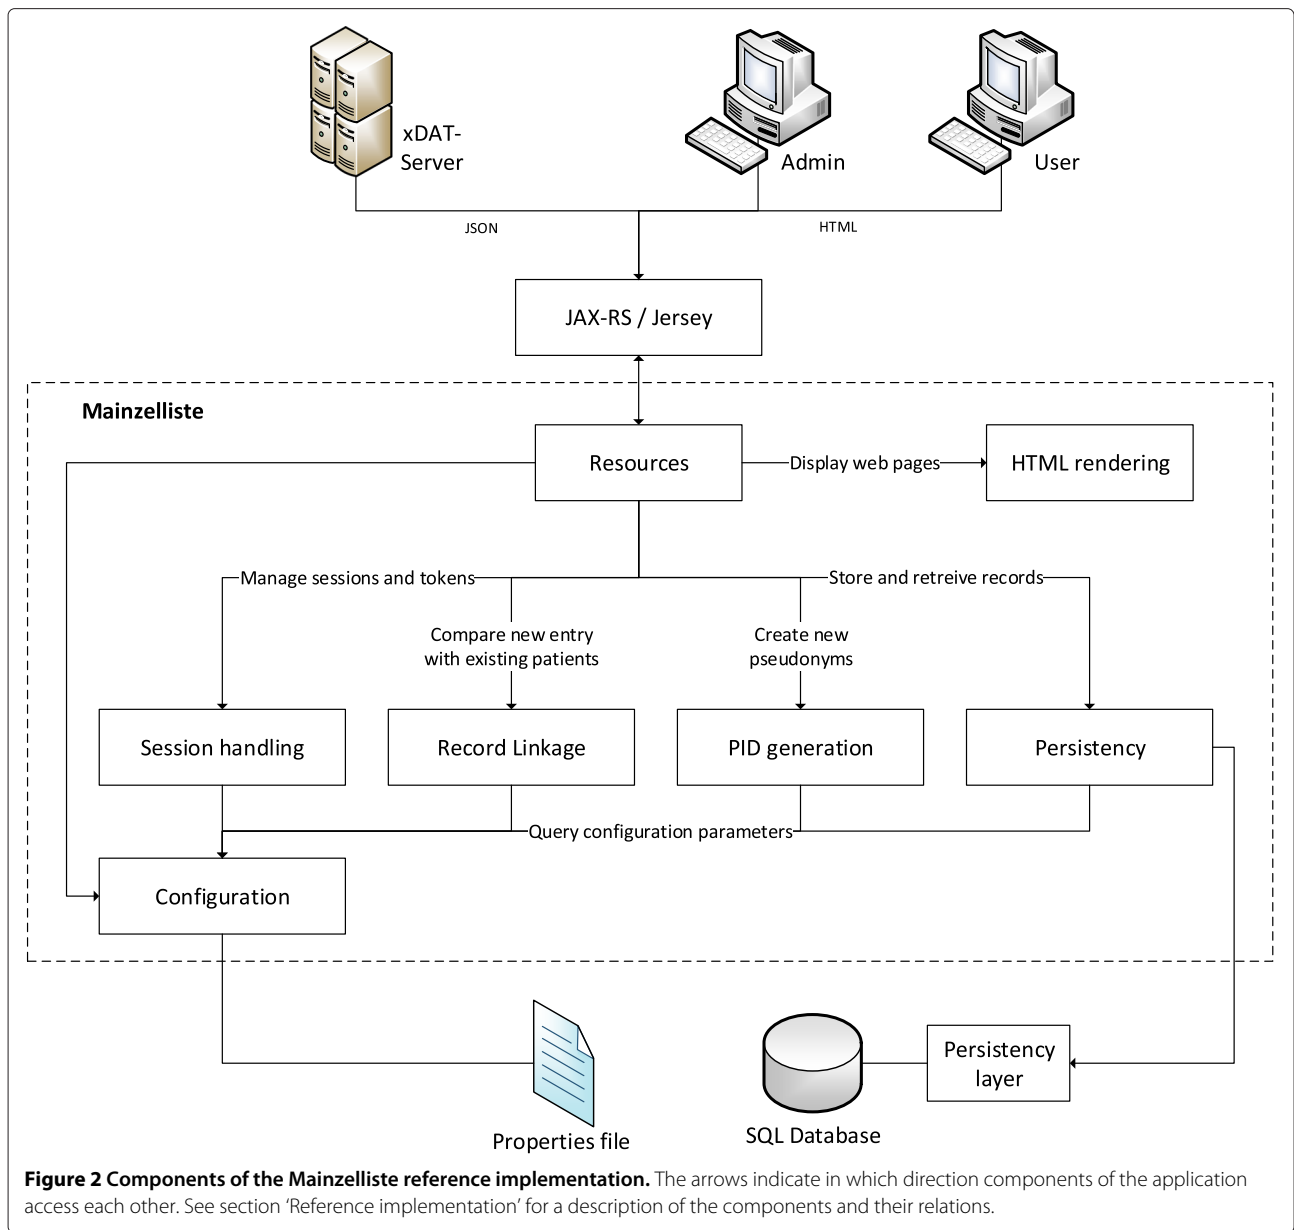 xDAT-
Server
Admin
User
JSON
HTML
JAX-RS / Jersey
Mainzelliste
Resources
Display web pages
HTML rendering
Manage sessions and tokens
Store and retreive records
Compare new entry
with existing patients
Create new
pseudonyms
Session handling
Record Linkage
PID generation
Persistency
Query configuration parameters
Configuration
Persistency
layer
Properties file
SQL Database
Figure 2 Components of the Mainzelliste reference implementation. The arrows indicate in which direction components of the application
access each other. See section ‘Reference implementation’ for a description of the components and their relations.